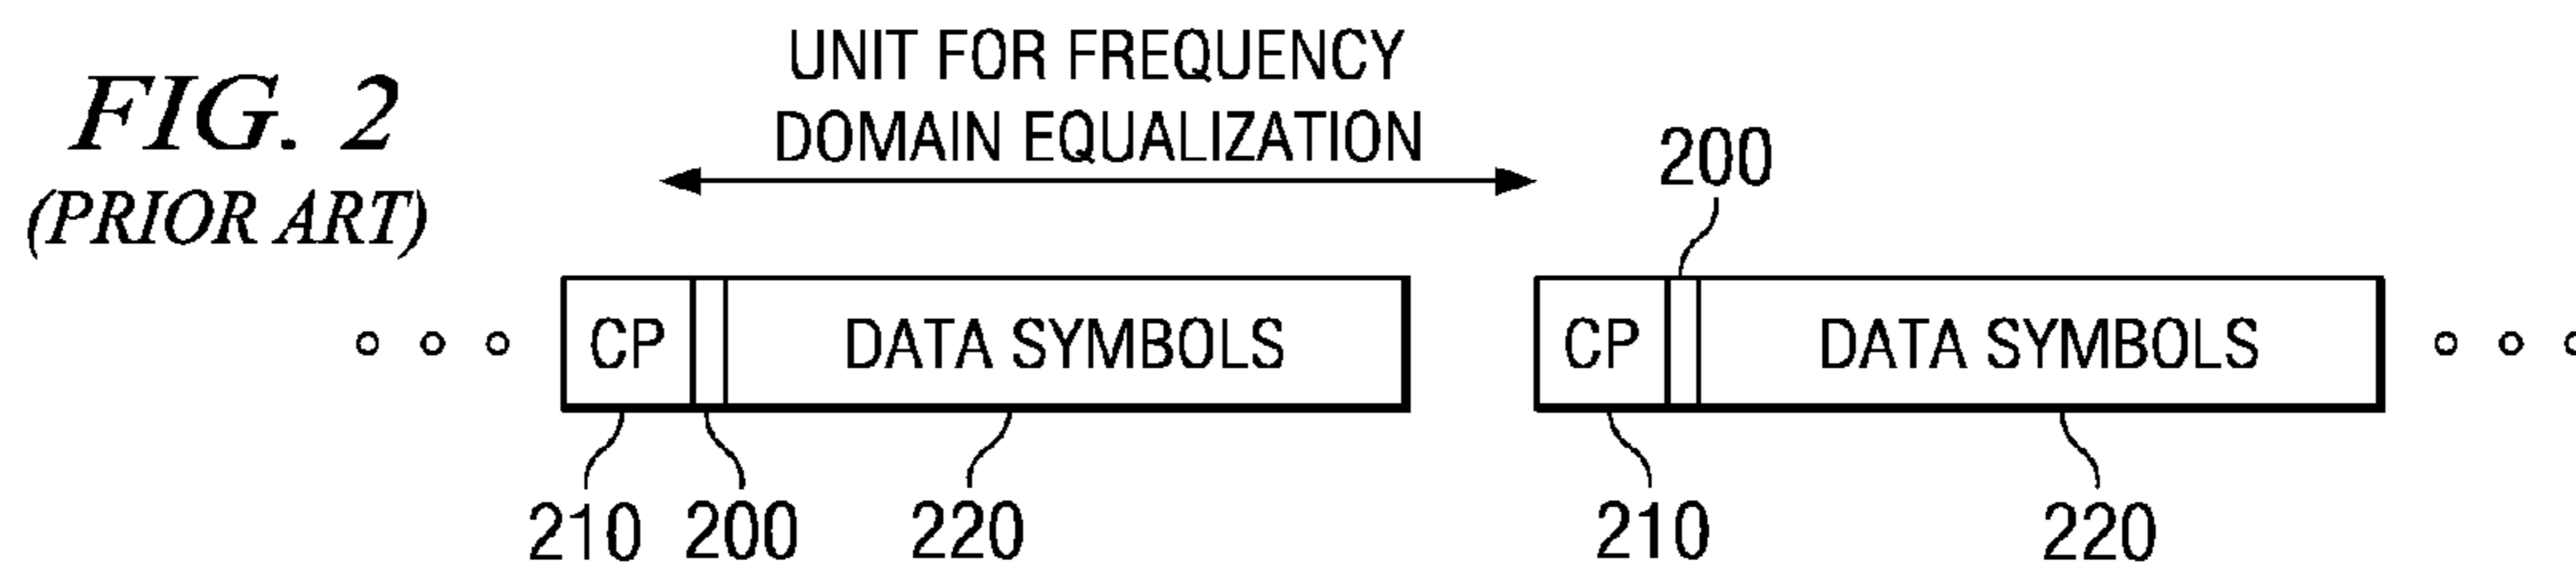 FIG. 2
(PRIOR ART)
UNIT FOR FREQUENCY
DOMAIN EQUALIZATION
200
CP DATA SYMBOLS CP DATA SYMBOLS
210 200 220 210 220